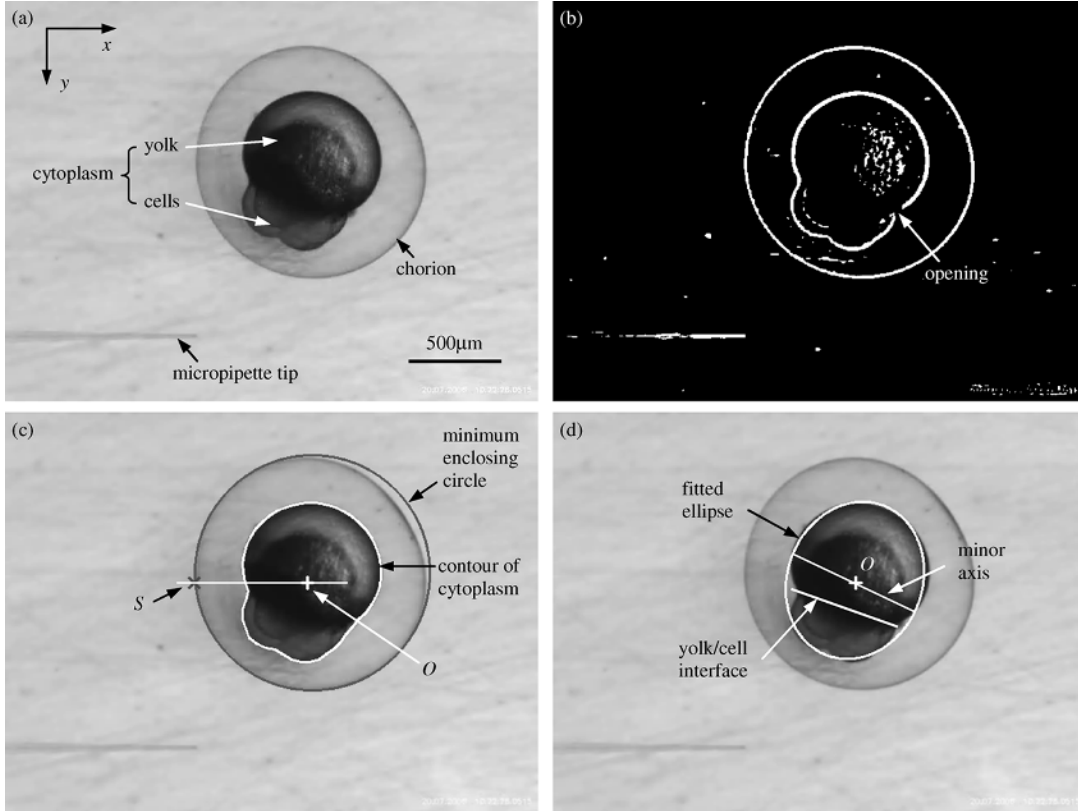 (a)
x
y
yolk
cytoplasm
cells
chorion
500μm
micropipette tip
(b)
opening
(c)
minimum
enclosing
circle
contour of
cytoplasm
S
O
(d)
fitted
ellipse
O
minor
axis
yolk/cell
interface